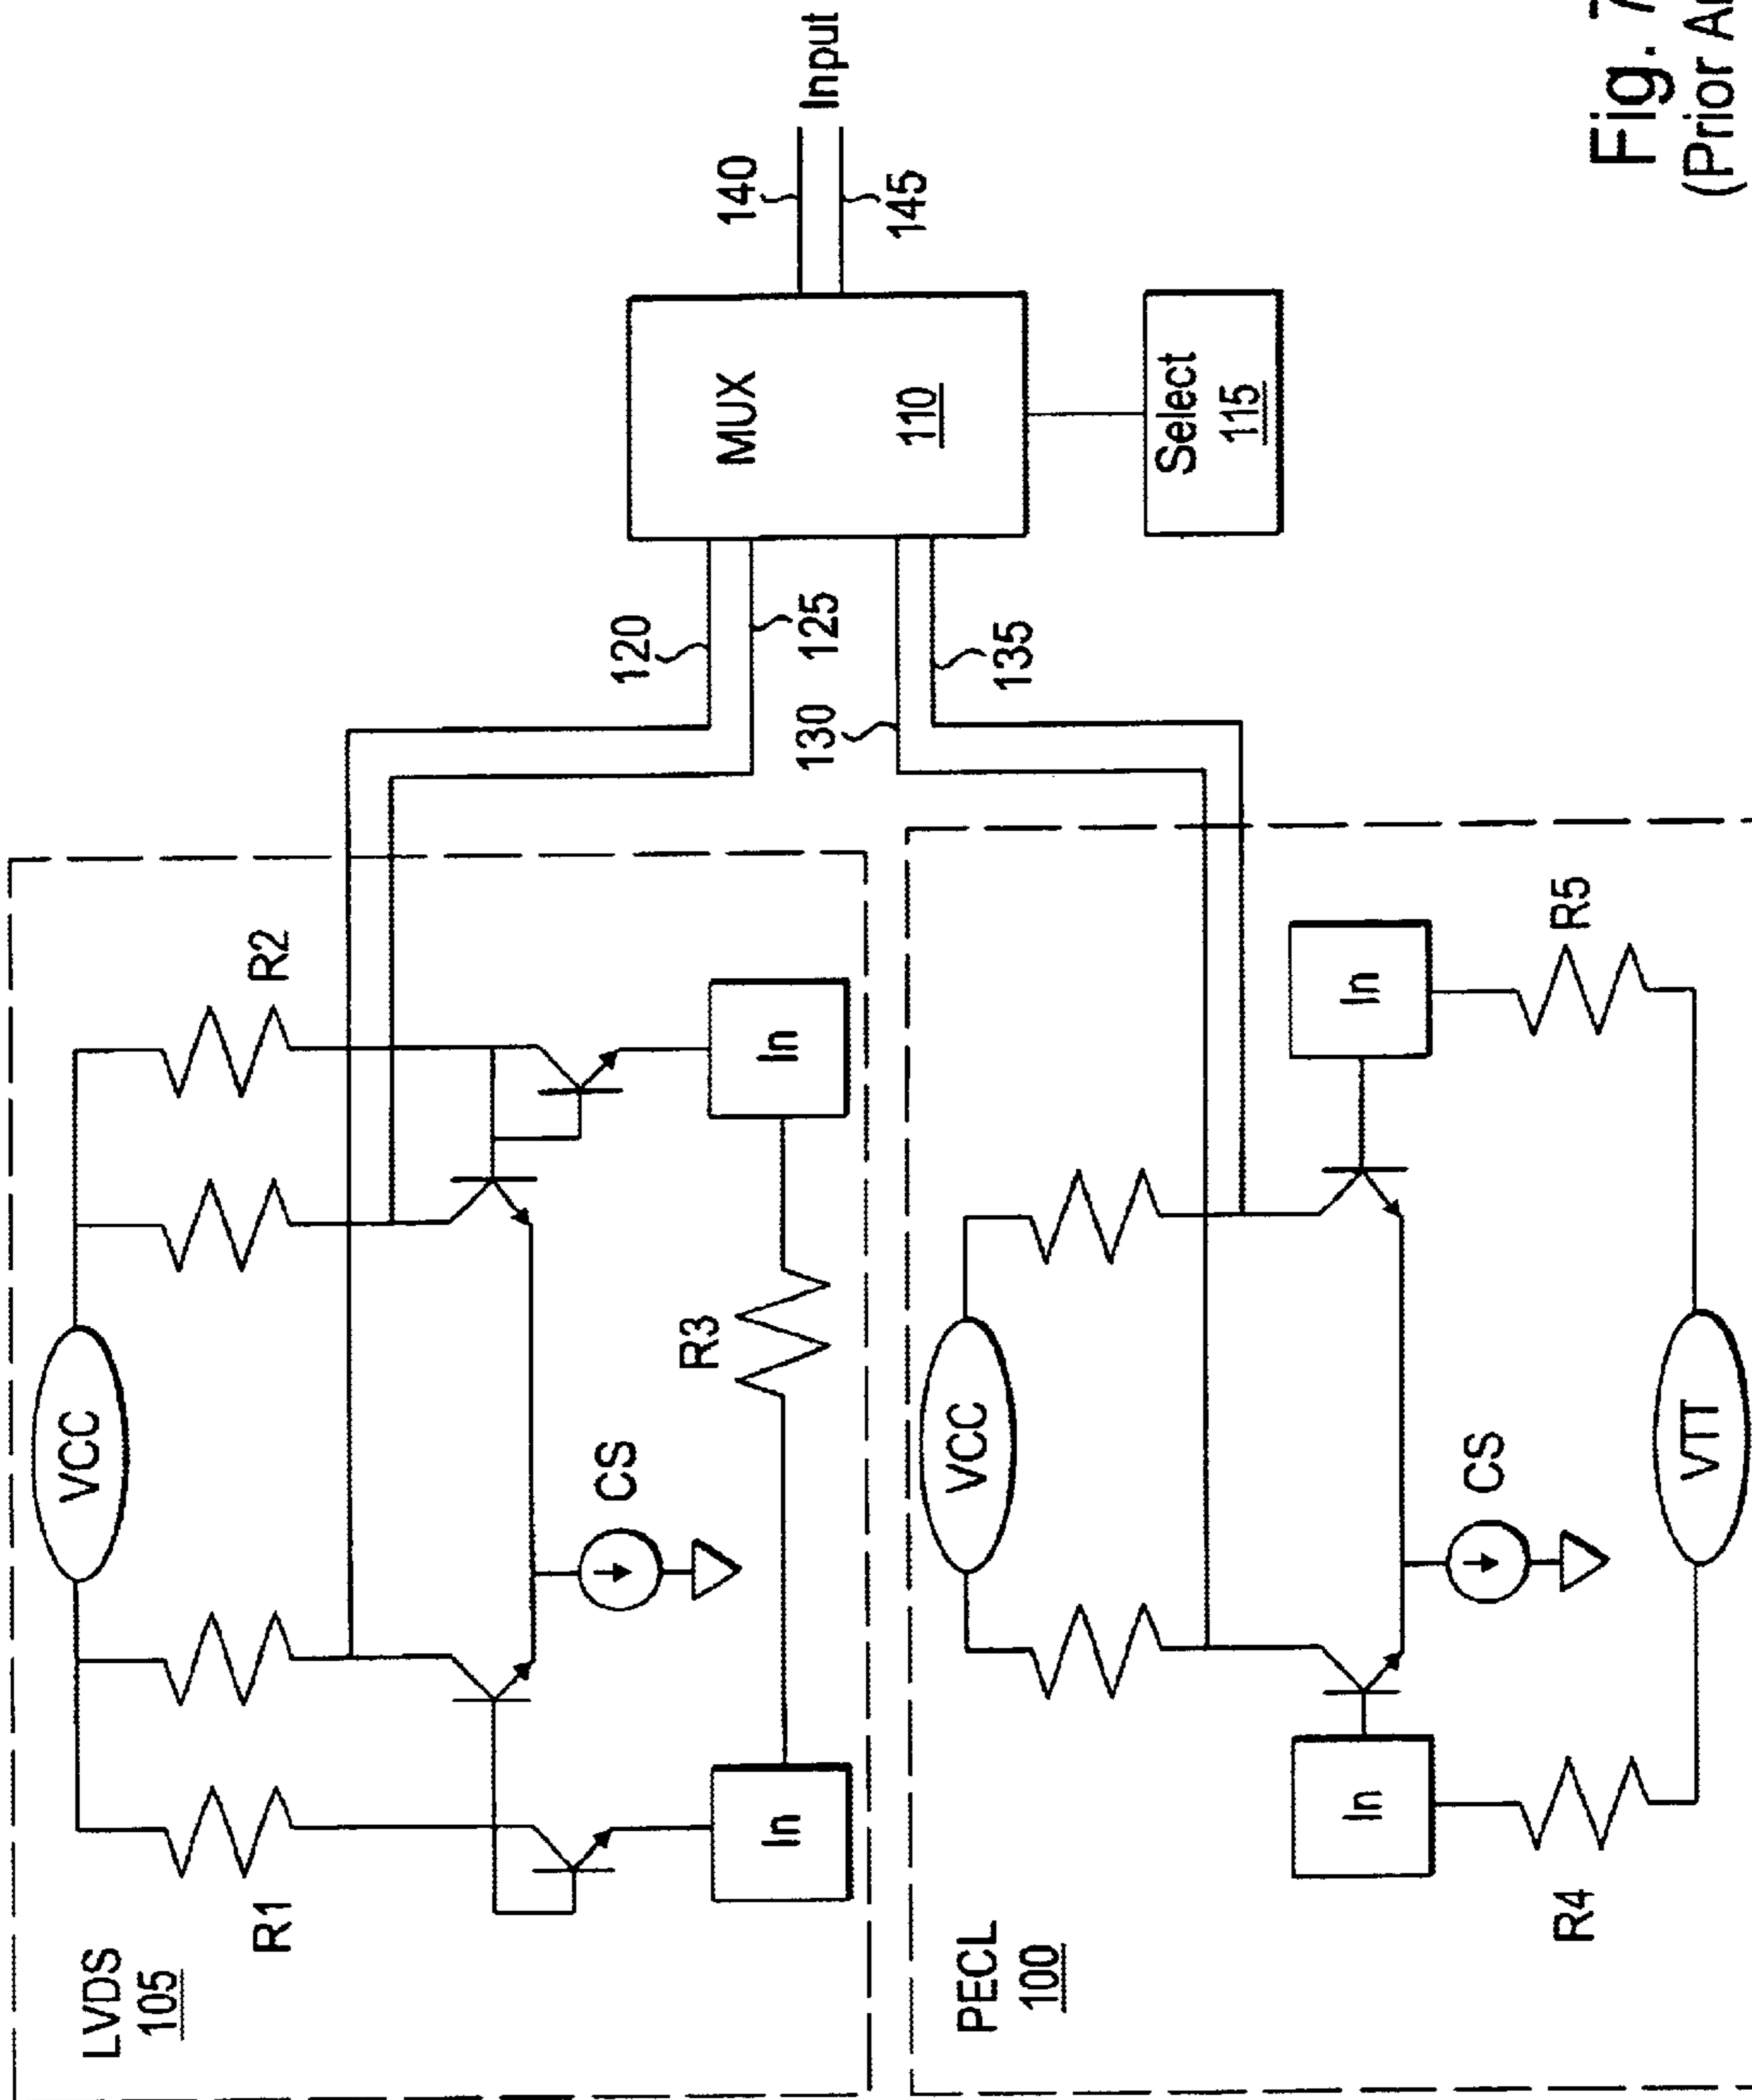 LVDS
105
R1
VCC
R2
CS
R3
In
In
PECL
100
VCC
CS
In
In
R4
R5
VTT
120
125
130
135
MUX
110
Select
115
140
145
Input
Fig. 7
(Prior